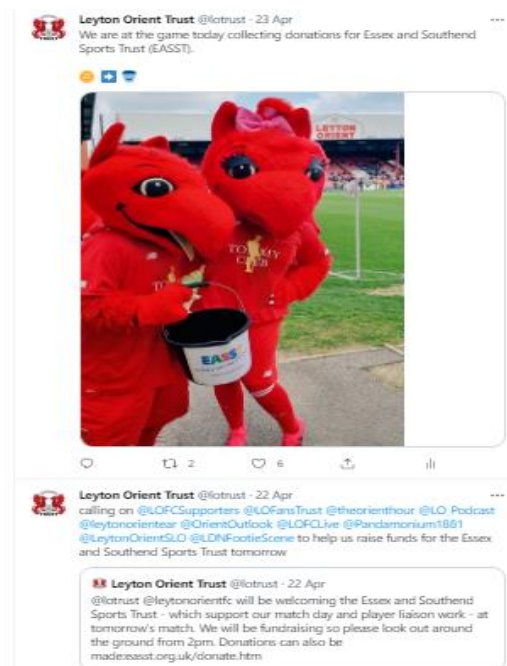 Leyton Orient Trust @lotrust · 23 Apr
We are at the game today collecting donations for Essex and Southend
Sports Trust (EASST).
LEYTON
ORIENT
TOMMY
CLUB
EASST
2
6
Leyton Orient Trust @lotrust · 22 Apr
calling on @LOFCSupporters @LOFansTrust @theorienthour @LO_Podcast
@leytonorientear @OrientOutlook @LOFCLive @Pandamonium1881
@LeytonOrientSLO @LDNFootieScene to help us raise funds for the Essex
and Southend Sports Trust tomorrow
Leyton Orient Trust @lotrust · 22 Apr
@lotrust @leytonorientfc will be welcoming the Essex and Southend
Sports Trust - which support our match day and player liaison work - at
tomorrow's match. We will be fundraising so please look out around
the ground from 2pm. Donations can also be
made:easst.org.uk/donate.htm